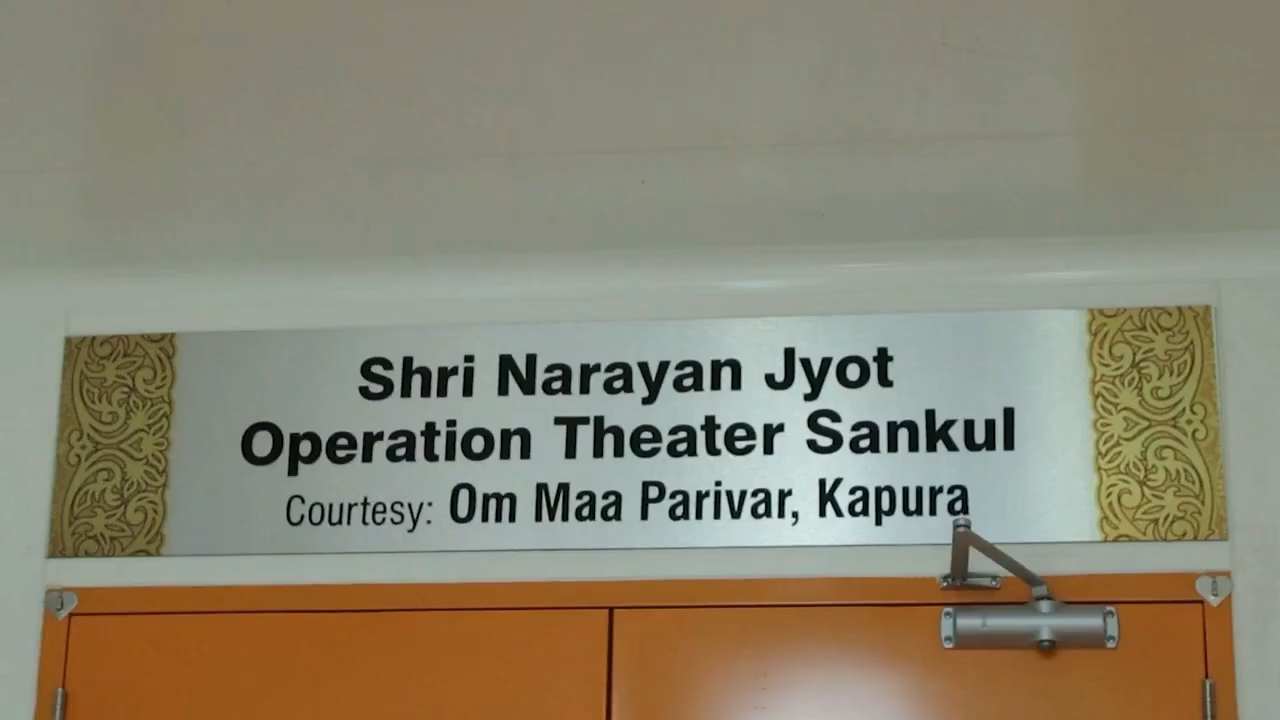 Shri Narayan Jyot
Operation Theater Sankul
Courtesy: Om Maa Parivar, Kapura